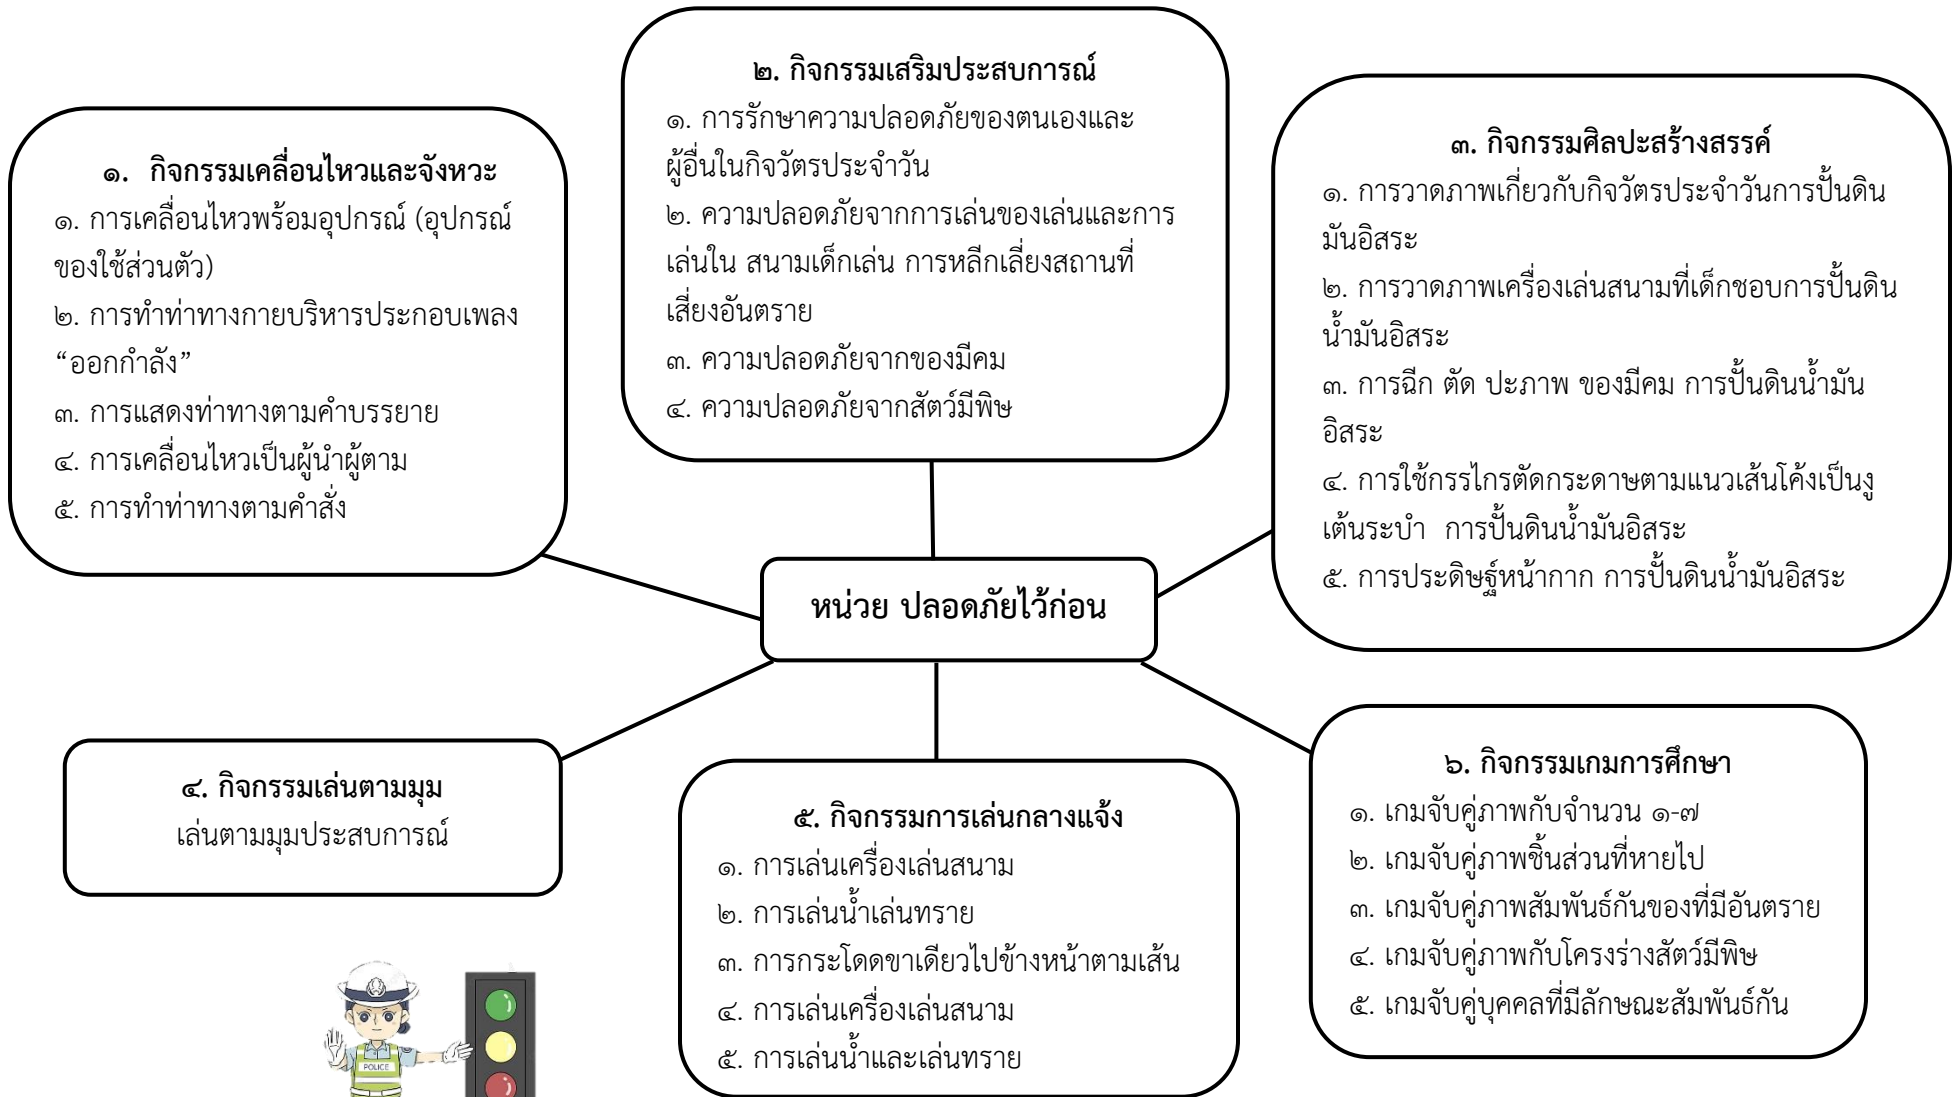 ๒. กิจกรรมเสริมประสบการณ์
๑. การรักษาความปลอดภัยของตนเองและ
ผู้อื่นในกิจวัตรประจำวัน
๒. ความปลอดภัยจากการเล่นของเล่นและการ
เล่นใน สนามเด็กเล่น การหลีกเลี่ยงสถานที่
เสี่ยงอันตราย
๓. ความปลอดภัยจากของมีคม
๔. ความปลอดภัยจากสัตว์มีพิษ
๑. กิจกรรมเคลื่อนไหวและจังหวะ
๑. การเคลื่อนไหวพร้อมอุปกรณ์ (อุปกรณ์
ของใช้ส่วนตัว)
๒. การทำท่าทางกายบริหารประกอบเพลง
“ออกกำลัง”
๓. การแสดงท่าทางตามคำบรรยาย
๔. การเคลื่อนไหวเป็นผู้นำผู้ตาม
๕. การทำท่าทางตามคำสั่ง
๓. กิจกรรมศิลปะสร้างสรรค์
๑. การวาดภาพเกี่ยวกับกิจวัตรประจำวันการปั้นดิน
มันอิสระ
๒. การวาดภาพเครื่องเล่นสนามที่เด็กชอบการปั้นดิน
น้ำมันอิสระ
๓. การฉีก ตัด ปะภาพ ของมีคม การปั้นดินน้ำมัน
อิสระ
๔. การใช้กรรไกรตัดกระดาษตามแนวเส้นโค้งเป็นงู
เต้นระบำ การปั้นดินน้ำมันอิสระ
๕. การประดิษฐ์หน้ากาก การปั้นดินน้ำมันอิสระ
หน่วย ปลอดภัยไว้ก่อน
๔. กิจกรรมเล่นตามมุม
เล่นตามมุมประสบการณ์
๕. กิจกรรมการเล่นกลางแจ้ง
๑. การเล่นเครื่องเล่นสนาม
๒. การเล่นน้ำเล่นทราย
๓. การกระโดดขาเดียวไปข้างหน้าตามเส้น
๔. การเล่นเครื่องเล่นสนาม
๕. การเล่นน้ำและเล่นทราย
๖. กิจกรรมเกมการศึกษา
๑. เกมจับคู่ภาพกับจำนวน ๑-๗
๒. เกมจับคู่ภาพชิ้นส่วนที่หายไป
๓. เกมจับคู่ภาพสัมพันธ์กันของที่มีอันตราย
๔. เกมจับคู่ภาพกับโครงร่างสัตว์มีพิษ
๕. เกมจับคู่บุคคลที่มีลักษณะสัมพันธ์กัน
POLICE